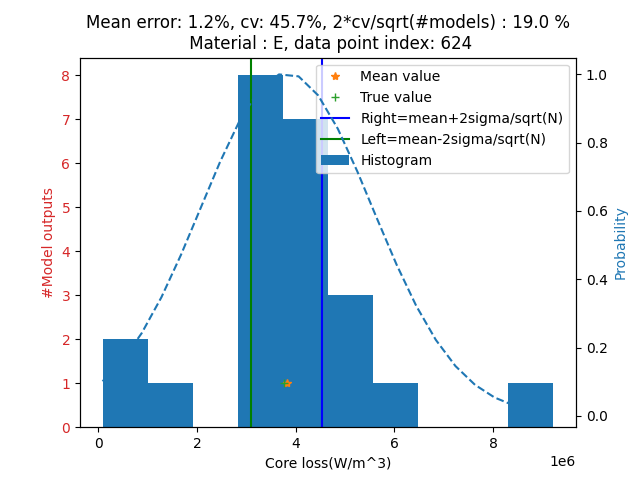 Mean error: 1.2%, cv: 45.7%, 2*cv/sqrt(#models) : 19.0 %
Material : E, data point index: 624
Mean value
True value
Right=mean+2sigma/sqrt(N)
Left=mean-2sigma/sqrt(N)
Histogram
8
7
6
5
4
3
2
1
0
#Model outputs
1.0
0.8
0.6
0.4
0.2
0.0
Probability
0
2
4
6
8
1e6
Core loss(W/m^3)